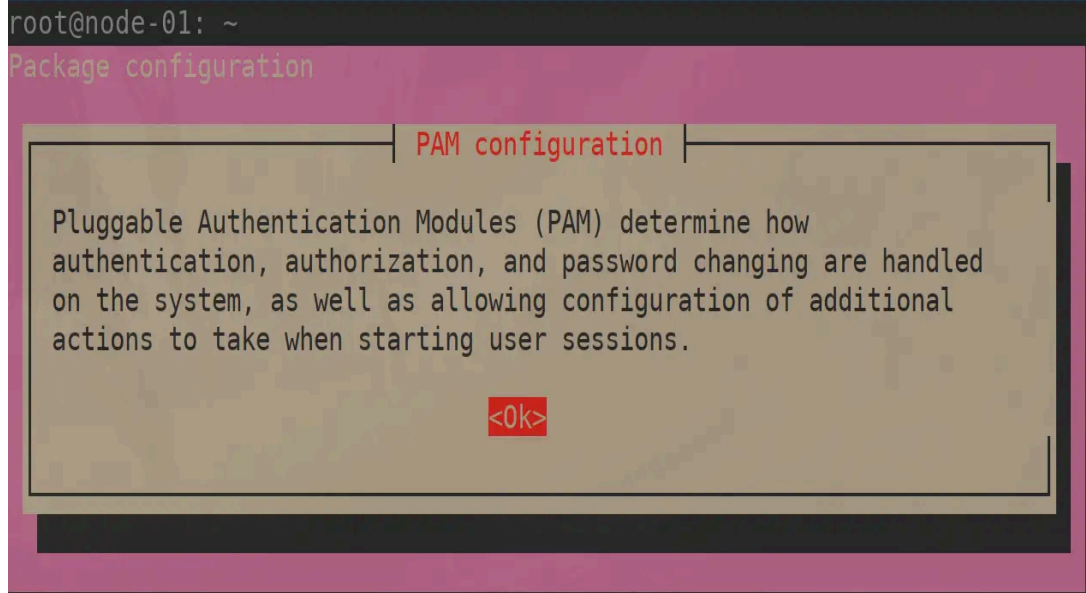 root@node-01: ~
Package configuration
PAM configuration
Pluggable Authentication Modules (PAM) determine how
authentication, authorization, and password changing are handled
on the system, as well as allowing configuration of additional
actions to take when starting user sessions.
<Ok>